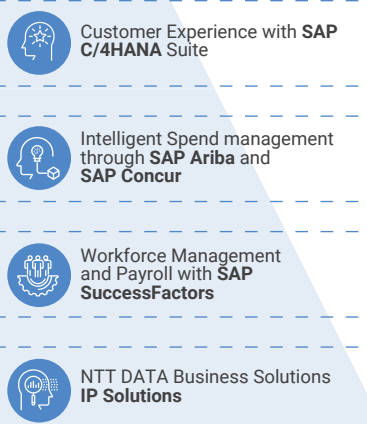 Customer Experience with SAP
C/4HANA Suite
Intelligent Spend management
through SAP Ariba and
SAP Concur
Workforce Management
and Payroll with SAP
SuccessFactors
NTT DATA Business Solutions
IP Solutions